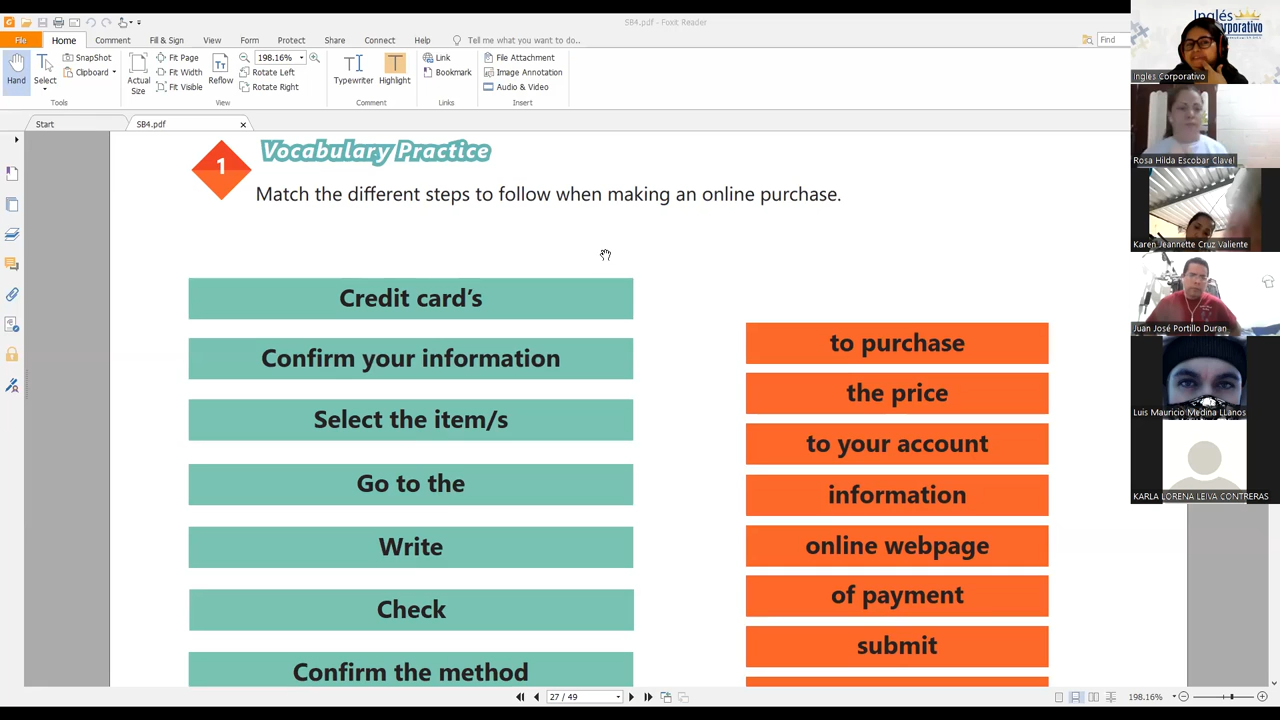 SB4.pdf - Foxit Reader
File Home Comment Fill & Sign View Form Protect Share Connect Help Tell me what you want to do... Find
Hand
Select
SnapShot
Clipboard
Tools
Actual Size
Fit Page
Fit Width
Fit Visible
Reflow
198.16%
Rotate Left
Rotate Right
View
Typewriter
Highlight
Comment
Link
Bookmark
Links
File Attachment
Image Annotation
Audio & Video
Insert
Start
SB4.pdf
1
Vocabulary Practice
Match the different steps to follow when making an online purchase.
Credit card's
Confirm your information
Select the item/s
Go to the
Write
Check
Confirm the method
to purchase
the price
to your account
information
online webpage
of payment
submit
27 / 49
198.16%
Inglés
Ingles Corporativo
Rosa Hilda Escobar Clavel
Karen Jeannette Cruz Valiente
Juan José Portillo Duran
Luis Mauricio Medina LLanos
KARLA LORENA LEIVA CONTRERAS